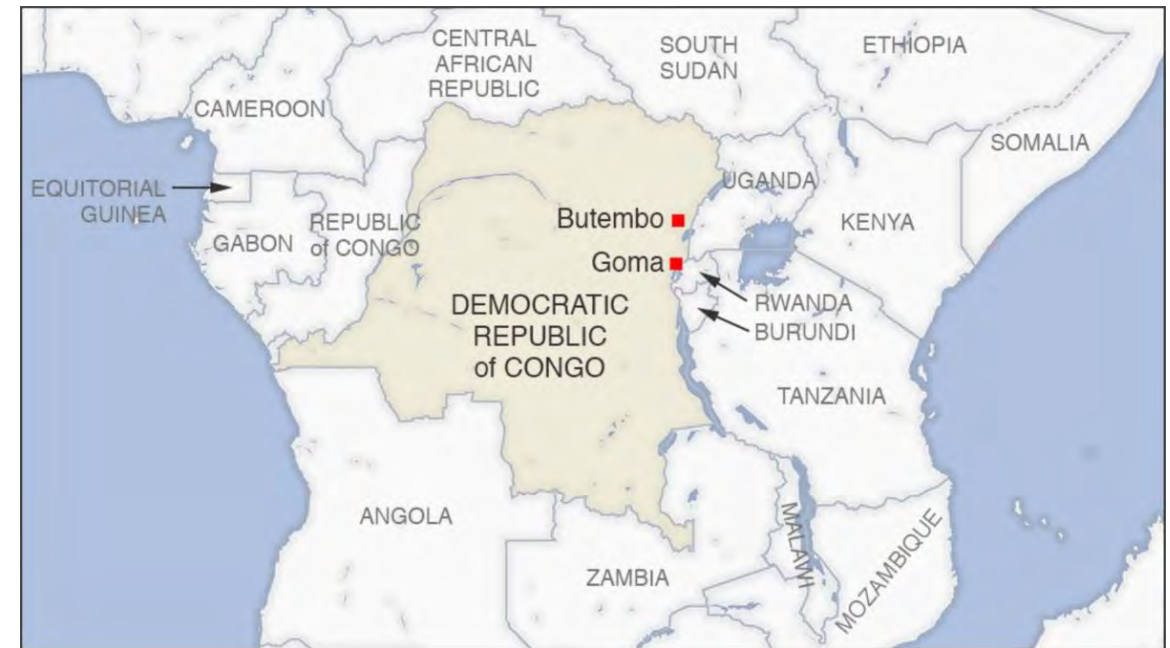 CENTRAL
AFRICAN
REPUBLIC
SOUTH
SUDAN
ETHIOPIA
CAMEROON
SOMALIA
EQUITORIAL
GUINEA
UGANDA
REPUBLIC
of CONGO
GABON
Butembo
KENYA
Goma
DEMOCRATIC
REPUBLIC
of CONGO
RWANDA
BURUNDI
TANZANIA
ANGOLA
MALAWI
MOZAMBIQUE
ZAMBIA